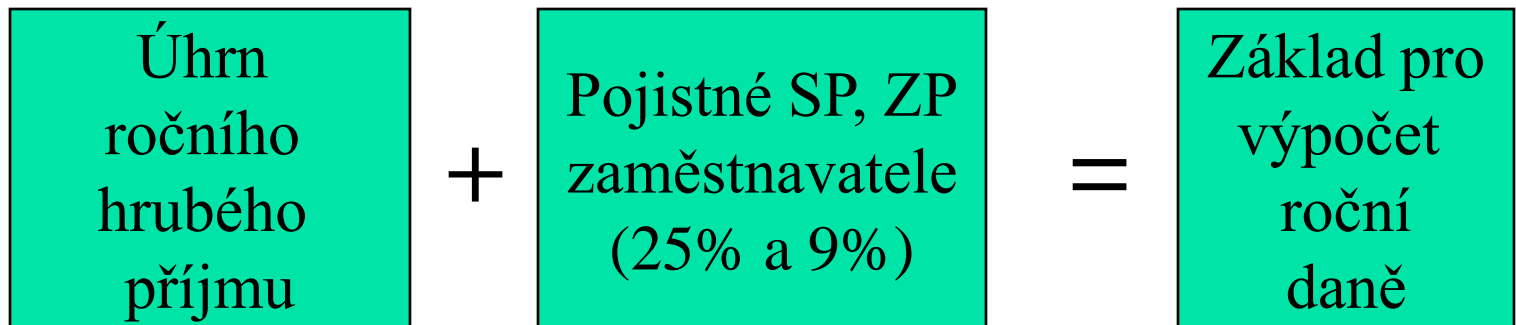 Úhrn
ročního
hrubého
příjmu
+
Pojistné SP, ZP
zaměstnavatele
(25% a 9%)
=
Základ pro
výpočet
roční
daně